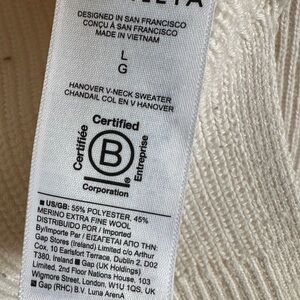 DESIGNED IN SAN FRANCISCO
CONÇU À SAN FRANCISCO
MADE IN VIETNAM
L
G
HANOVER V-NECK SWEATER
CHANDAIL COL EN V HANOVER
Certified
Certifiée
B
Entreprise
Corporation
■ US/GB: 55% POLYESTER, 45%
MERINO EXTRA FINE WOOL
DISTRIBUTED FOR / Imported
By/Importe Par / ΕΙΣΑΓΕΤΑΙ ΑΠΟ ΤΗΝ:
Gap Stores (Ireland) Limited c/o Arthur
Cox, 10 Earlsfort Terrace, Dublin 2, D02
T380, Ireland. ■ Gap (UK Holdings)
Limited, 2nd Floor Nations House, 103
Wigmore Street, London, W1U 1QS, UK
■ Gap (RHC) B.V. Luna ArenA